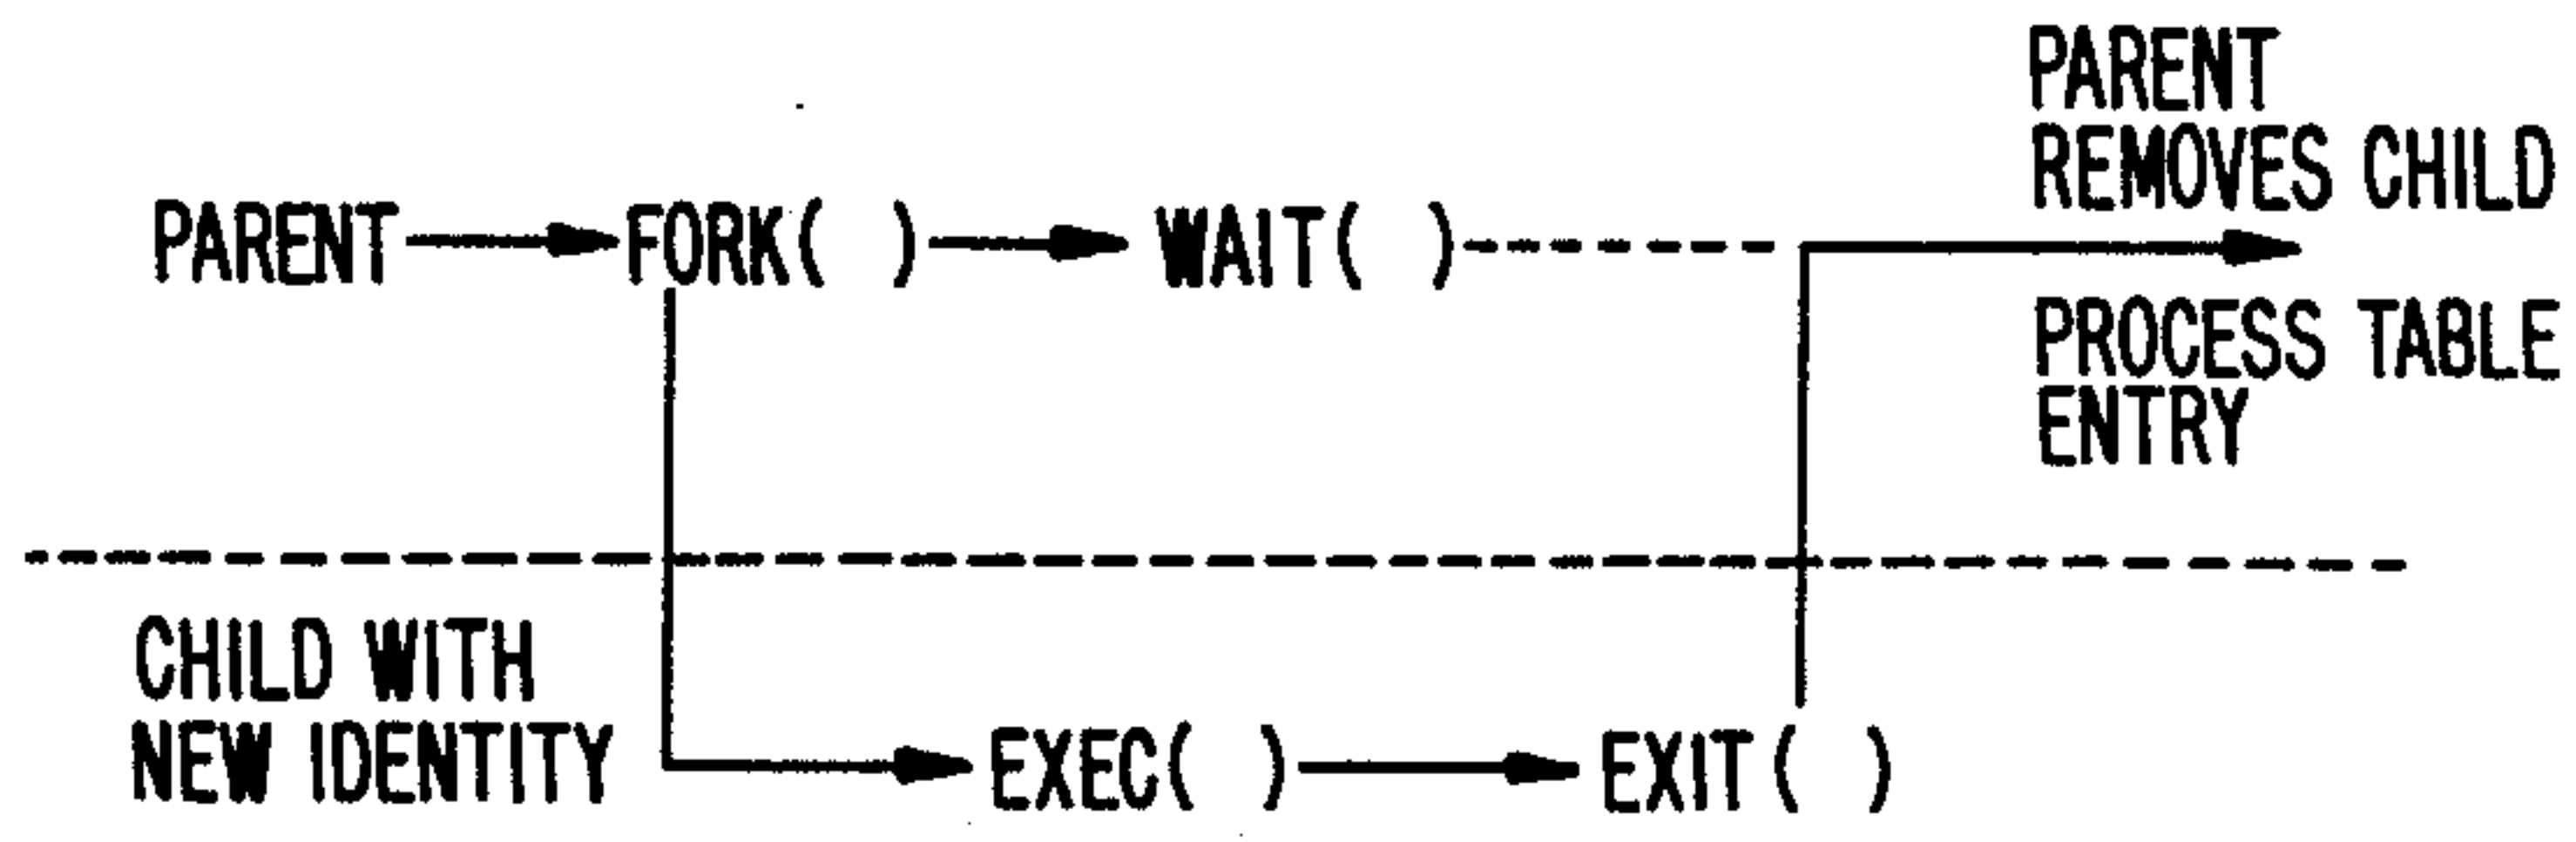 PARENT
REMOVES CHILD
PARENT FORK( ) WAIT( )
PROCESS TABLE
ENTRY
CHILD WITH
NEW IDENTITY
EXEC( ) EXIT( )